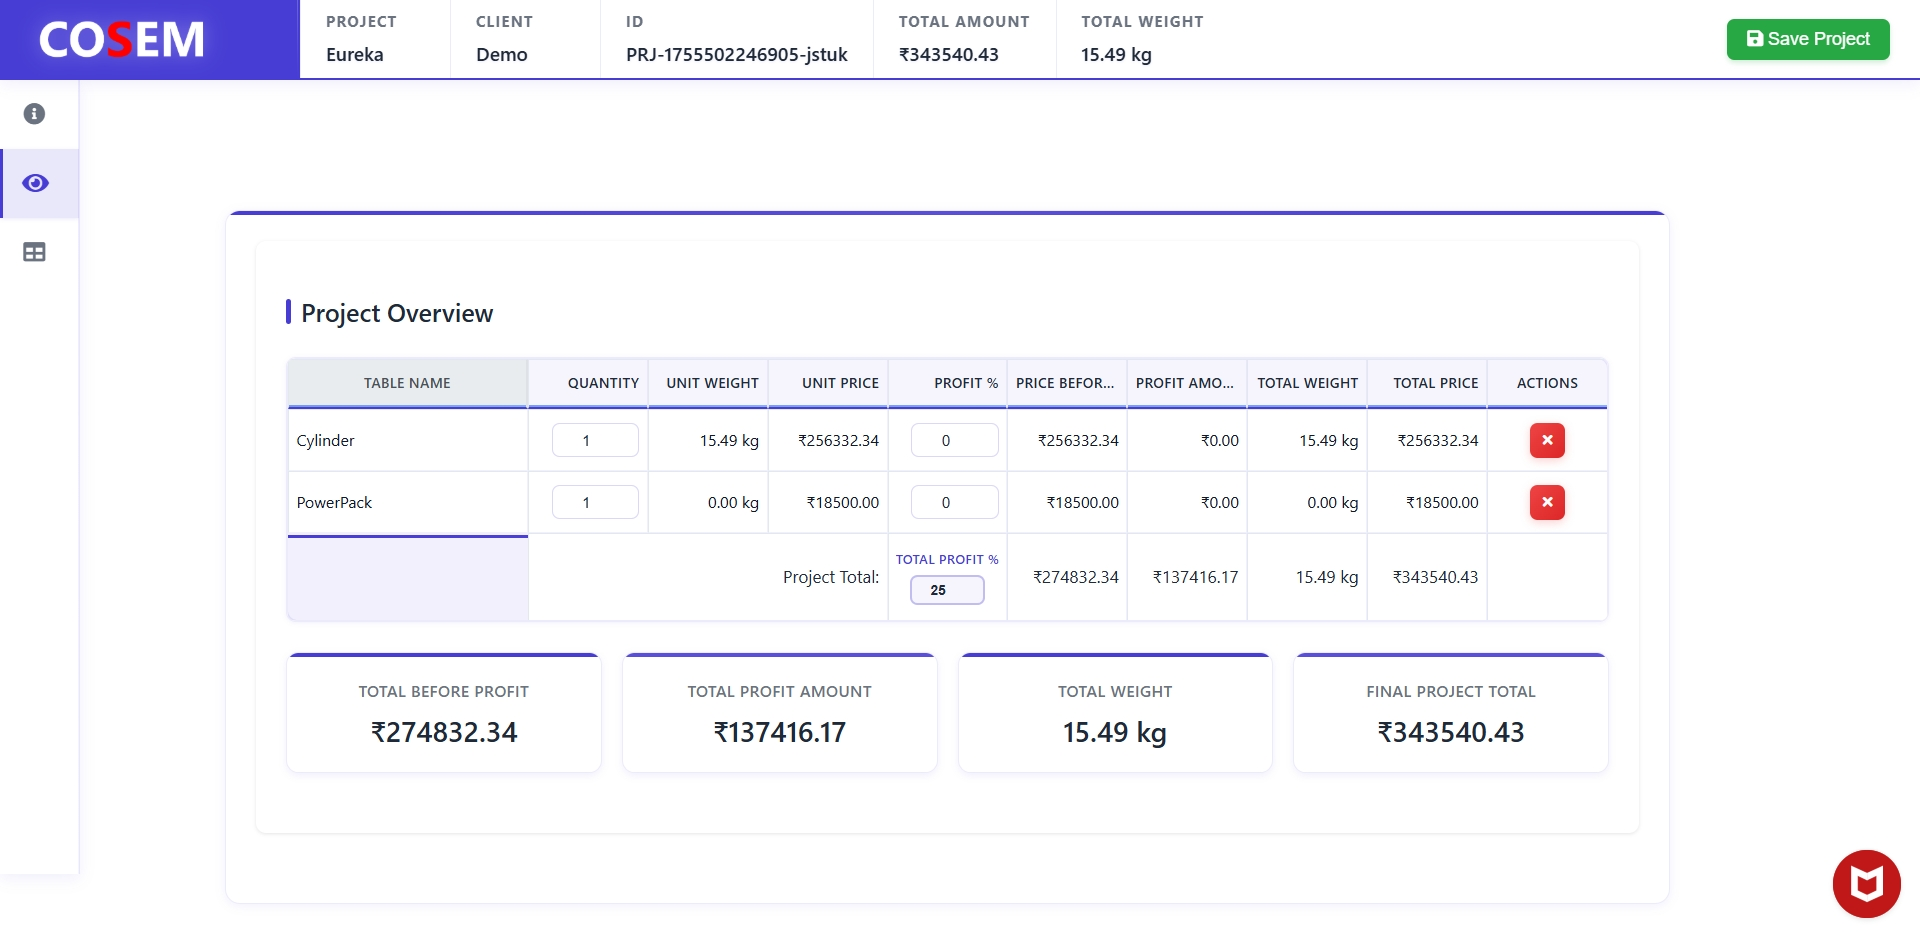 COSEM
PROJECT
Eureka
CLIENT
Demo
ID
PRJ-1755502246905-jstuk
TOTAL AMOUNT
₹343540.43
TOTAL WEIGHT
15.49 kg
Save Project
Project Overview
TABLE NAME QUANTITY UNIT WEIGHT UNIT PRICE PROFIT % PRICE BEFOR... PROFIT AMO... TOTAL WEIGHT TOTAL PRICE ACTIONS
Cylinder 1 15.49 kg ₹256332.34 0 ₹256332.34 ₹0.00 15.49 kg ₹256332.34
PowerPack 1 0.00 kg ₹18500.00 0 ₹18500.00 ₹0.00 0.00 kg ₹18500.00
TOTAL PROFIT %
Project Total: 25 ₹274832.34 ₹137416.17 15.49 kg ₹343540.43
TOTAL BEFORE PROFIT
₹274832.34
TOTAL PROFIT AMOUNT
₹137416.17
TOTAL WEIGHT
15.49 kg
FINAL PROJECT TOTAL
₹343540.43